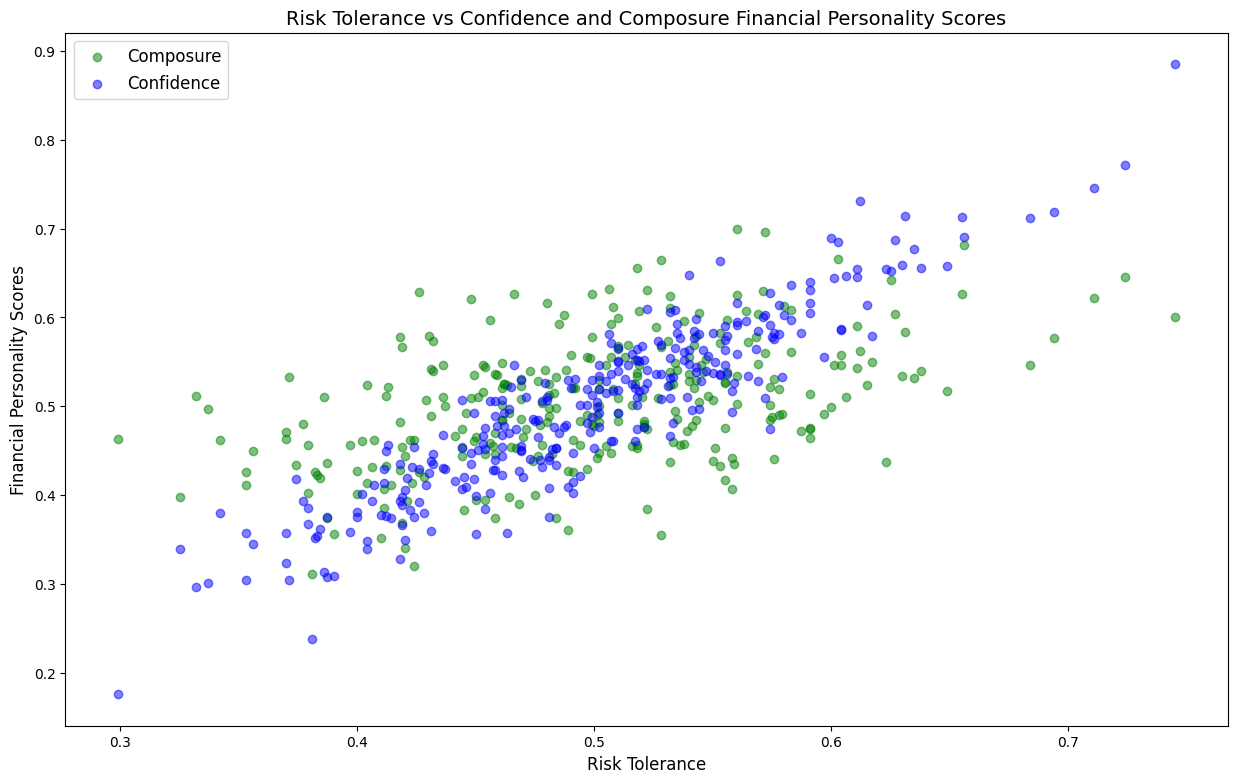 Risk Tolerance vs Confidence and Composure Financial Personality Scores
Composure
Confidence
Financial Personality Scores
0.9
0.8
0.7
0.6
0.5
0.4
0.3
0.2
0.3
0.4
0.5
0.6
0.7
Risk Tolerance